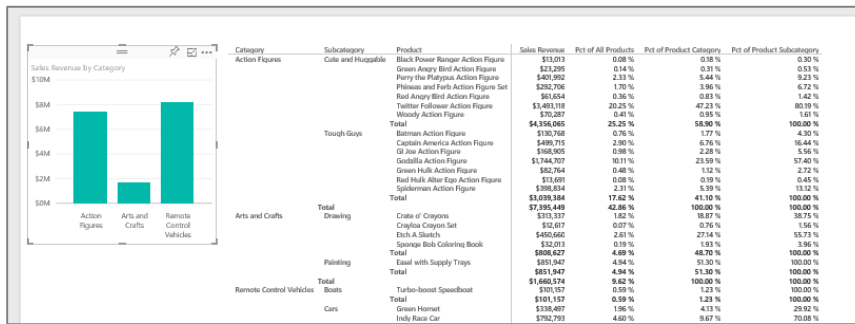 Sales Revenue by Category
$10M
$8M
$6M
$4M
$2M
$0M
Action Figures
Arts and Crafts
Remote Control Vehicles
Category Subcategory Product Sales Revenue Pct of All Products Pct of Product Category Pct of Product Subcategory
Action Figures Cute and Huggable Black Power Ranger Action Figure $13,013 0.08 % 0.18 % 0.30 %
Green Angry Bird Action Figure $23,295 0.14 % 0.31 % 0.53 %
Perry the Platypus Action Figure $401,992 2.33 % 5.44 % 9.23 %
Phineas and Ferb Action Figure Set $292,706 1.70 % 3.96 % 6.72 %
Red Angry Bird Action Figure $61,654 0.36 % 0.83 % 1.42 %
Twitter Follower Action Figure $3,493,118 20.25 % 47.23 % 80.19 %
Woody Action Figure $70,287 0.41 % 0.95 % 1.61 %
Total $4,356,065 25.25 % 58.90 % 100.00 %
Tough Guys Batman Action Figure $130,768 0.76 % 1.77 % 4.30 %
Captain America Action Figure $499,715 2.90 % 6.76 % 16.44 %
GI Joe Action Figure $168,905 0.98 % 2.28 % 5.56 %
Godzilla Action Figure $1,744,707 10.11 % 23.59 % 57.40 %
Green Hulk Action Figure $82,764 0.48 % 1.12 % 2.72 %
Red Hulk Alter Ego Action Figure $13,691 0.08 % 0.19 % 0.45 %
Spiderman Action Figure $398,834 2.31 % 5.39 % 13.12 %
Total $3,039,384 17.62 % 41.10 % 100.00 %
Total $7,395,449 42.86 % 100.00 % 100.00 %
Arts and Crafts Drawing Crate o' Crayons $313,337 1.82 % 18.87 % 38.75 %
Crayloa Crayon Set $12,617 0.07 % 0.76 % 1.56 %
Etch A Sketch $450,660 2.61 % 27.14 % 55.73 %
Sponge Bob Coloring Book $32,013 0.19 % 1.93 % 3.96 %
Total $808,627 4.69 % 48.70 % 100.00 %
Painting Easel with Supply Trays $851,947 4.94 % 51.30 % 100.00 %
Total $851,947 4.94 % 51.30 % 100.00 %
Total $1,660,574 9.62 % 100.00 % 100.00 %
Remote Control Vehicles Boats Turbo-boost Speedboat $101,157 0.59 % 1.23 % 100.00 %
Total $101,157 0.59 % 1.23 % 100.00 %
Cars Green Hornet $338,497 1.96 % 4.13 % 29.92 %
Indy Race Car $792,793 4.60 % 9.67 % 70.08 %